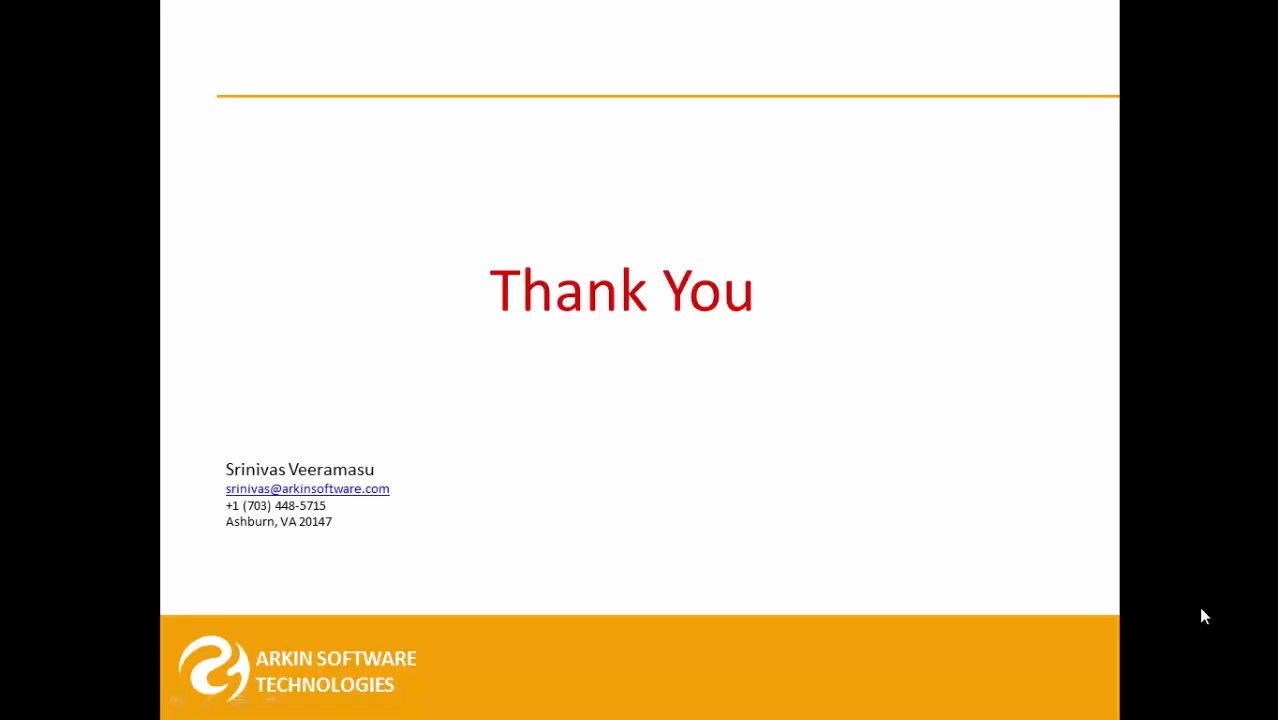 Thank You
Srinivas Veeramasu
srinivas@arkinsoftware.com
+1 (703) 448-5715
Ashburn, VA 20147
ARKIN SOFTWARE
TECHNOLOGIES